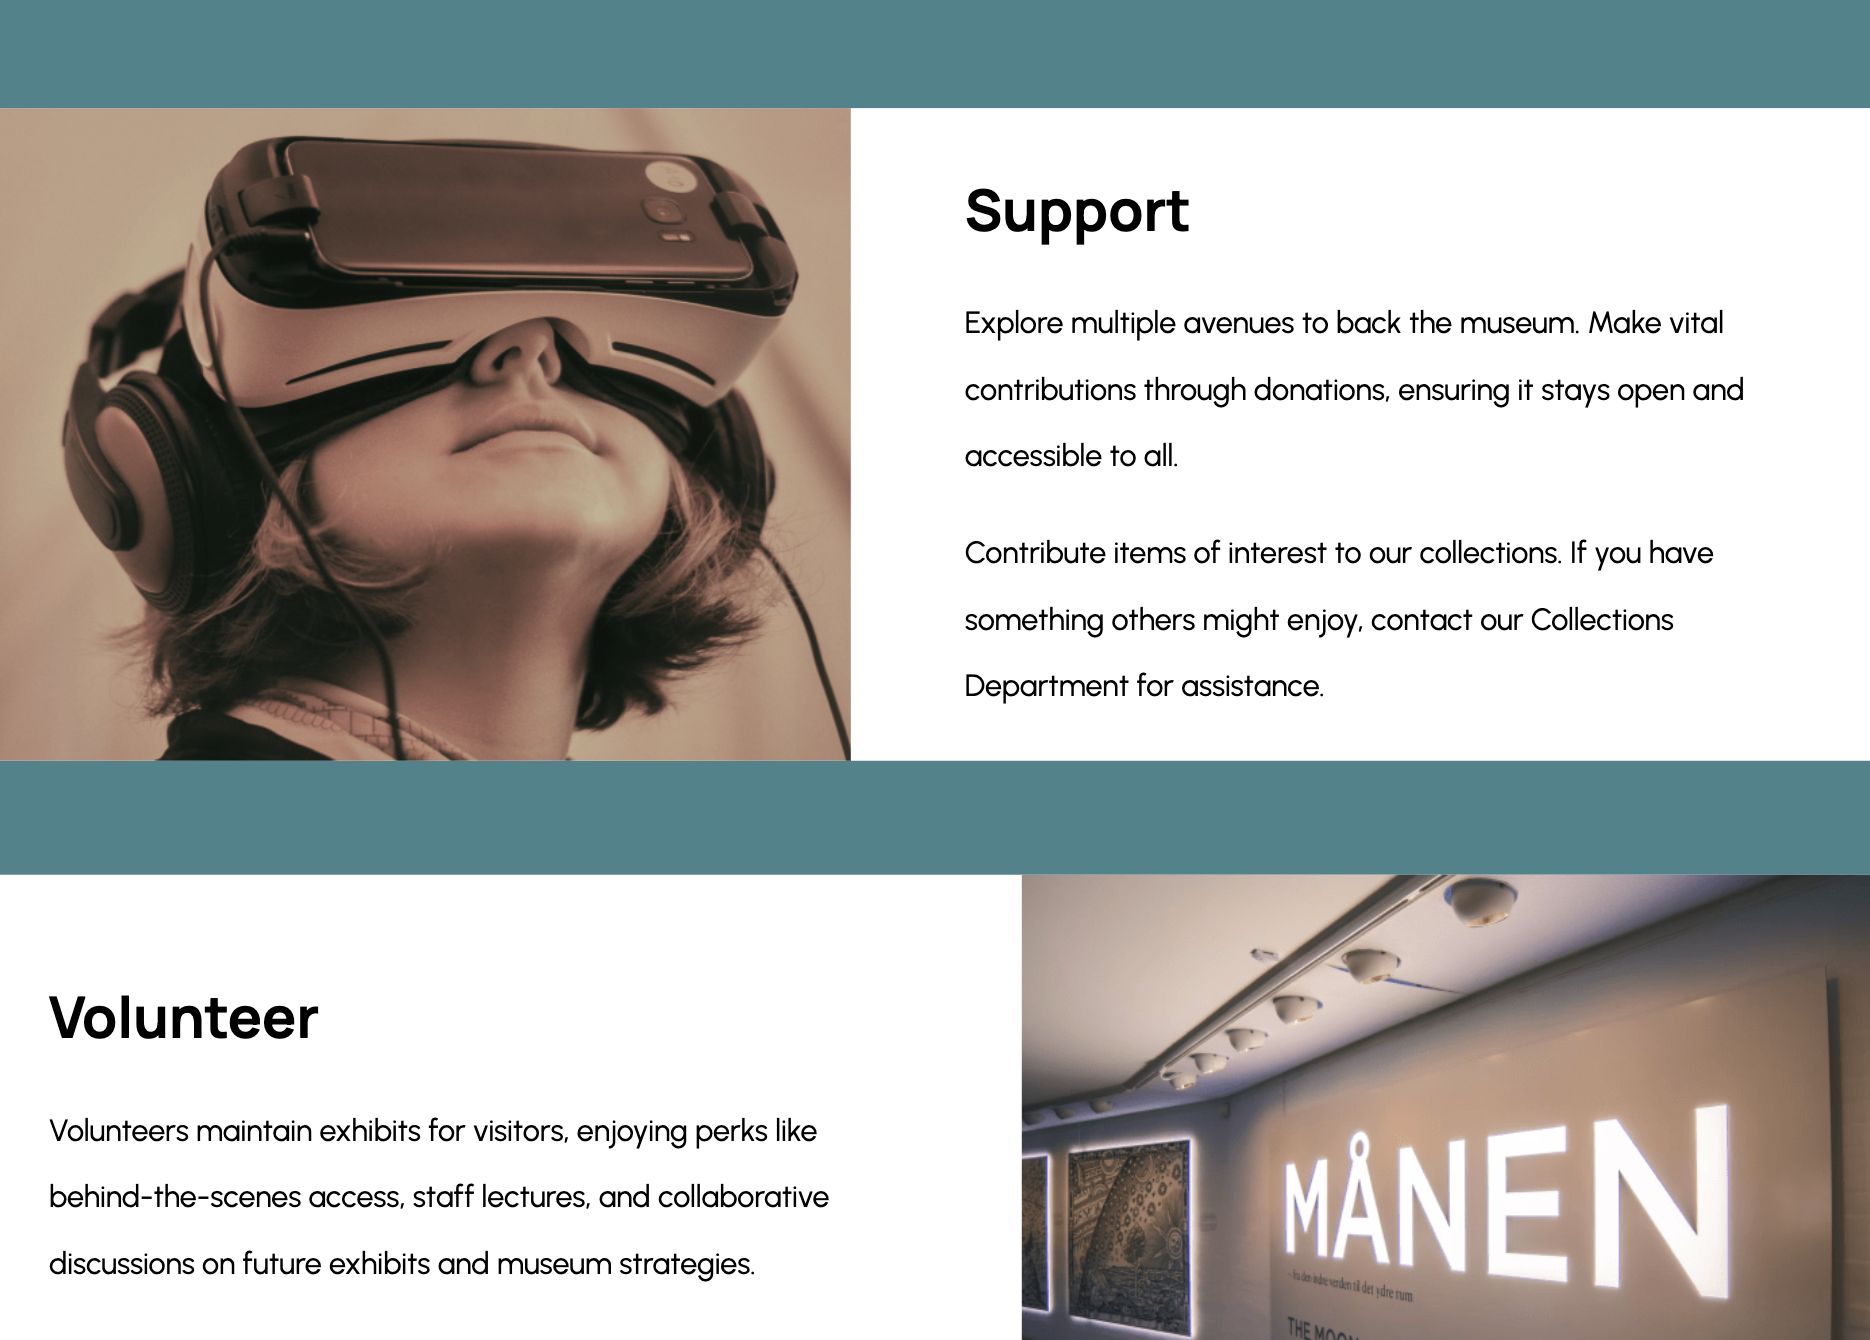 Support
Explore multiple avenues to back the museum. Make vital
contributions through donations, ensuring it stays open and
accessible to all.
Contribute items of interest to our collections. If you have
something others might enjoy, contact our Collections
Department for assistance.
Volunteer
Volunteers maintain exhibits for visitors, enjoying perks like
behind-the-scenes access, staff lectures, and collaborative
discussions on future exhibits and museum strategies.
MÅNEN
– fra den indre verden til det ydre rum
THE MOON